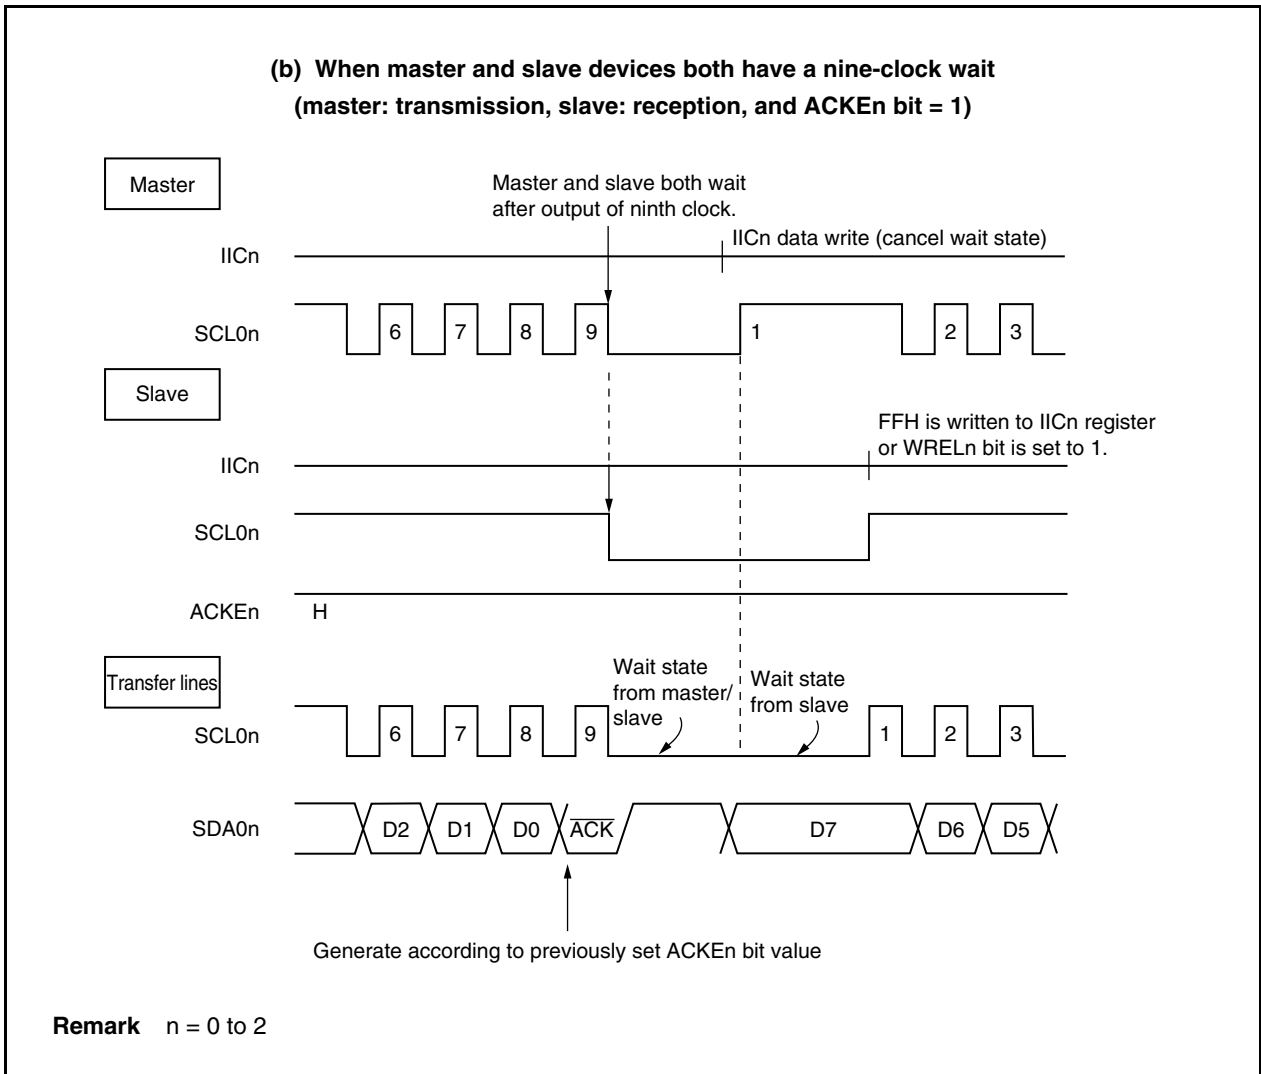 (b) When master and slave devices both have a nine-clock wait
(master: transmission, slave: reception, and ACKEn bit = 1)
Master
Master and slave both wait
after output of ninth clock.
IICn
IICn data write (cancel wait state)
SCL0n
6 7 8 9 1 2 3
Slave
FFH is written to IICn register
or WRELn bit is set to 1.
IICn
SCL0n
ACKEn H
Transfer lines
Wait state
from master/
slave
Wait state
from slave
SCL0n
6 7 8 9 1 2 3
SDA0n
D2 D1 D0 ACK D7 D6 D5
Generate according to previously set ACKEn bit value
Remark n = 0 to 2